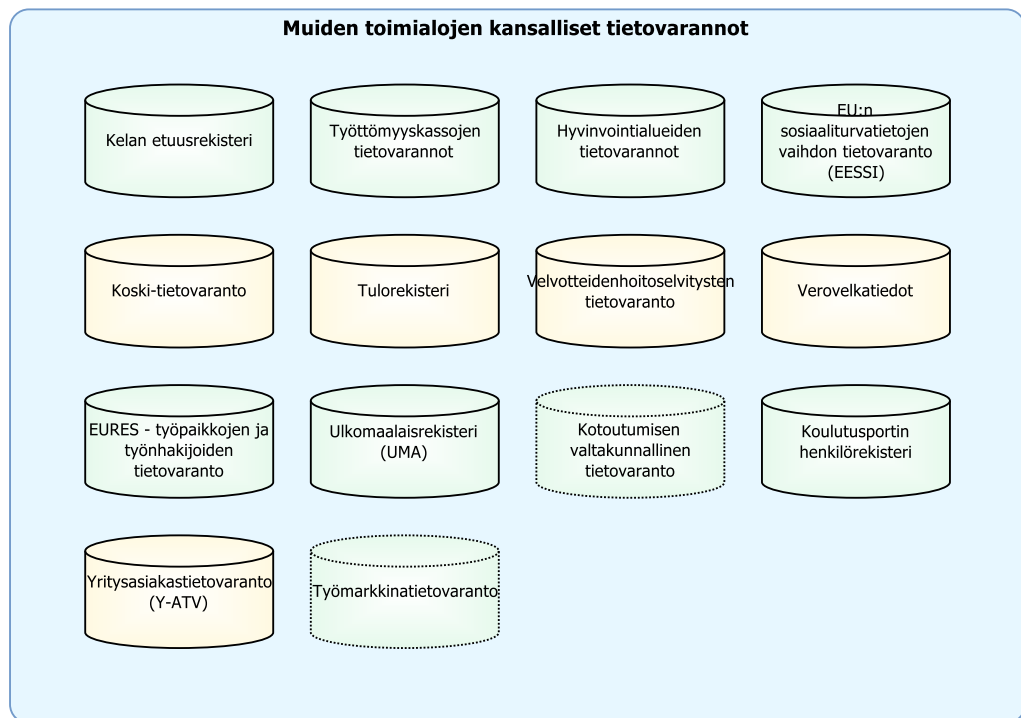 Muiden toimialojen kansalliset tietovarannot
Kelan etuusrekisteri
Työttömyyskassojen
tietovarannot
Hyvinvointialueiden
tietovarannot
EU:n
sosiaaliturvatietojen
vaihdon tietovaranto
(EESSI)
Koski-tietovaranto
Tulorekisteri
Velvotteidenhoitoselvitysten
tietovaranto
Verovelkatiedot
EURES - työpaikkojen ja
työnhakijoiden
tietovaranto
Ulkomaalaisrekisteri
(UMA)
Kotoutumisen
valtakunnallinen
tietovaranto
Koulutusportin
henkilörekisteri
Yritysasiakastietovaranto
(Y-ATV)
Työmarkkinatietovaranto